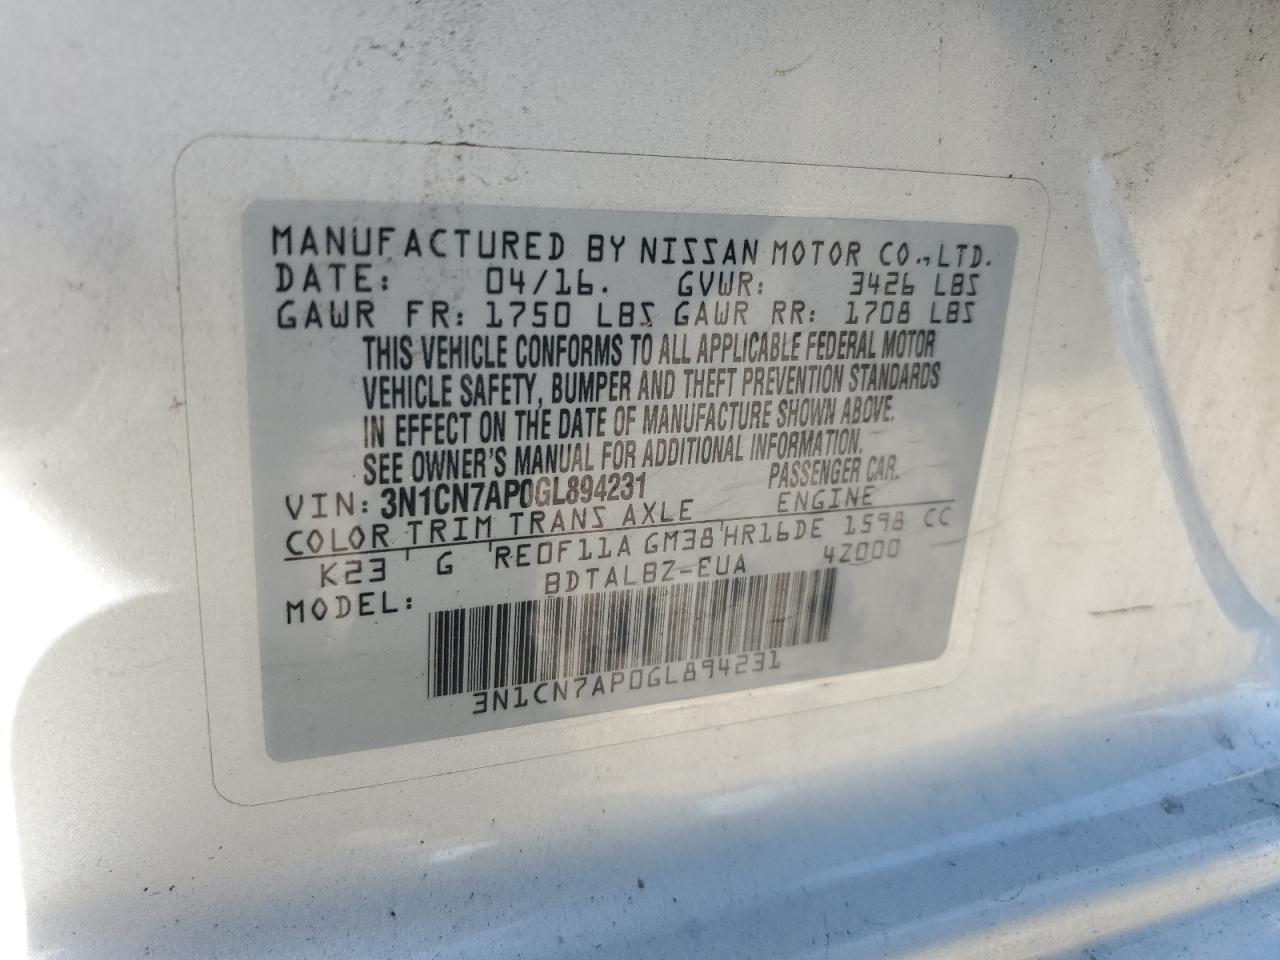 MANUFACTURED BY NISSAN MOTOR CO.,LTD.
DATE: 04/16. GVWR: 3426 LBS
GAWR FR: 1750 LBS GAWR RR: 1708 LBS
THIS VEHICLE CONFORMS TO ALL APPLICABLE FEDERAL MOTOR
VEHICLE SAFETY, BUMPER AND THEFT PREVENTION STANDARDS
IN EFFECT ON THE DATE OF MANUFACTURE SHOWN ABOVE.
SEE OWNER'S MANUAL FOR ADDITIONAL INFORMATION.
VIN: 3N1CN7AP0GL894231 PASSENGER CAR.
COLOR TRIM TRANS AXLE ENGINE
K23 G RE0F11A GM38 HR16DE 1598 CC
MODEL: BDTALBZ-EUA 4Z000
3N1CN7AP0GL894231